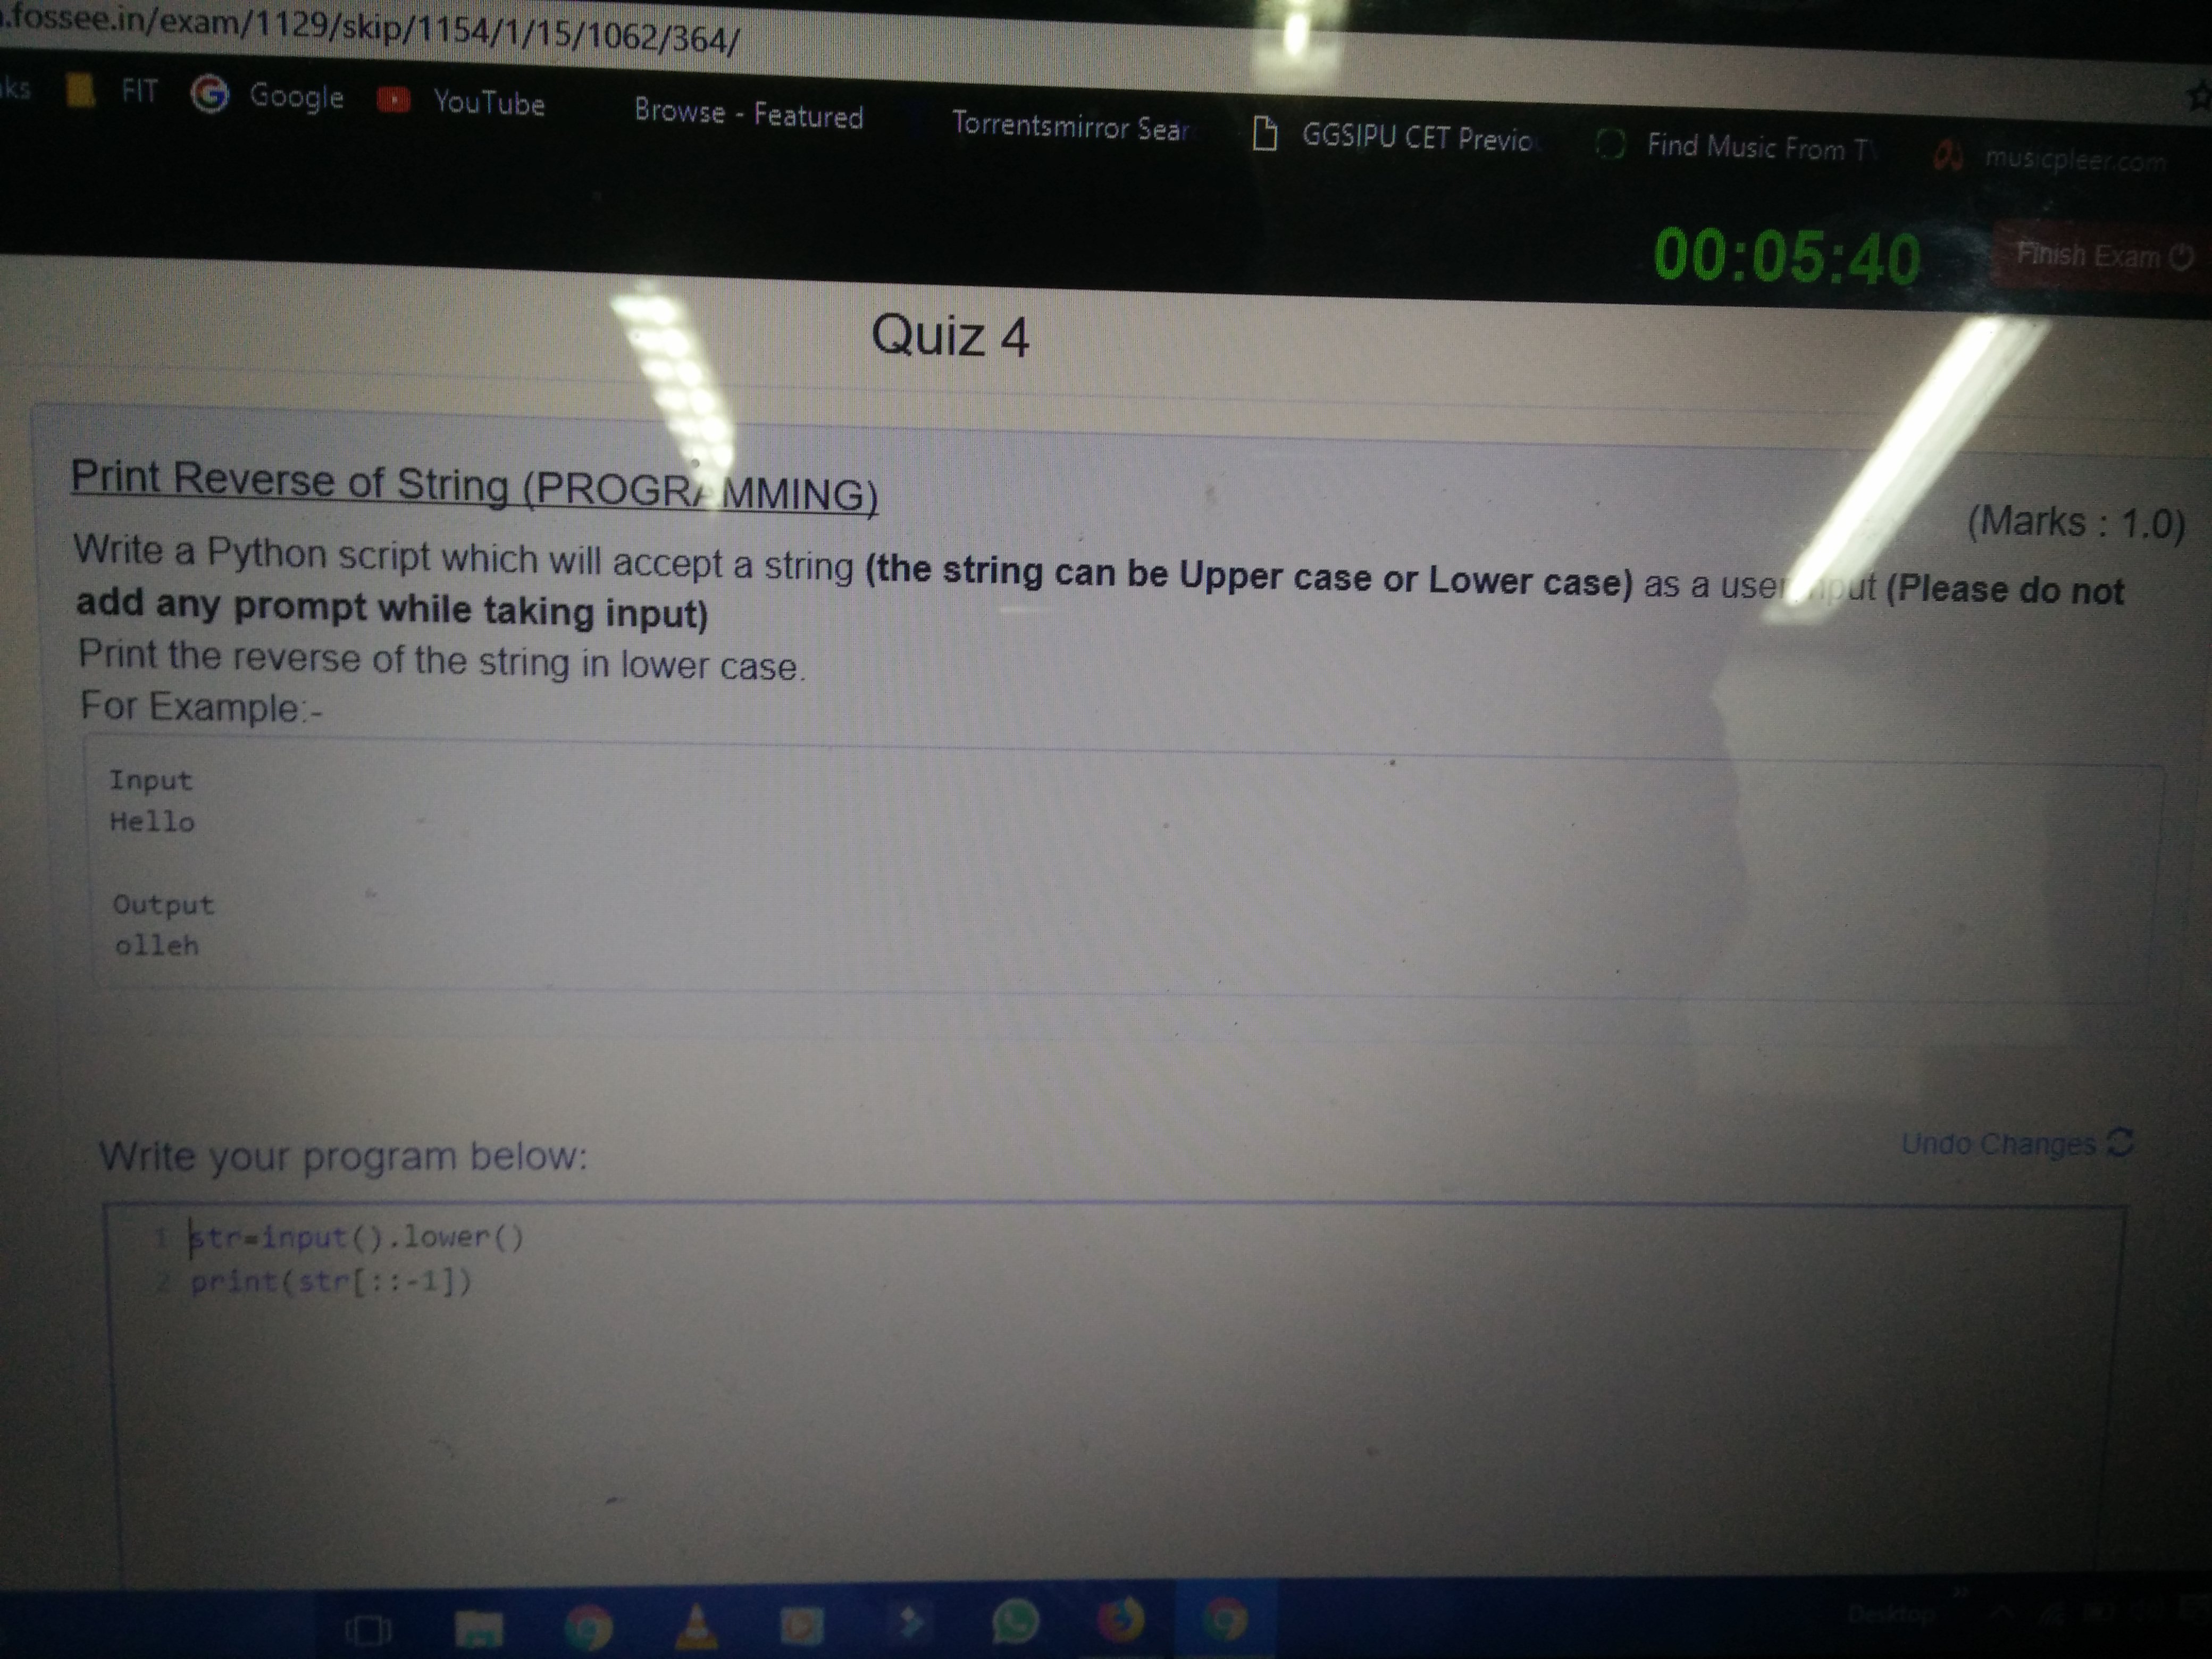 .fossee.in/exam/1129/skip/1154/1/15/1062/364/
ks FIT Google YouTube Browse - Featured Torrentsmirror Sear GGSIPU CET Previo Find Music From T musicpleer.com
00:05:40 Finish Exam
Quiz 4
Print Reverse of String (PROGRAMMING)
(Marks : 1.0)
Write a Python script which will accept a string (the string can be Upper case or Lower case) as a user input (Please do not
add any prompt while taking input)
Print the reverse of the string in lower case.
For Example:-
Input
Hello
Output
olleh
Write your program below:
Undo Changes
1 str=input().lower()
2 print(str[::-1])
Desktop